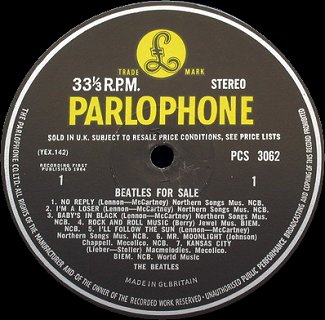 £
TRADE MARK
33⅓ R.P.M. STEREO
PARLOPHONE
SOLD IN U.K. SUBJECT TO RESALE PRICE CONDITIONS, SEE PRICE LISTS
(YEX.142)
PCS 3062
RECORDING FIRST
PUBLISHED 1964
1 1
BEATLES FOR SALE
1. NO REPLY (Lennon—McCartney) Northern Songs Mus. NCB.
2. I'M A LOSER (Lennon—McCartney) Northern Songs Mus. NCB.
3. BABY'S IN BLACK (Lennon—McCartney) Northern Songs Mus.
NCB. 4. ROCK AND ROLL MUSIC (Berry) Jewel Mus. BIEM.
NCB. 5. I'LL FOLLOW THE SUN (Lennon—McCartney)
Northern Songs Mus. NCB. 6. MR. MOONLIGHT (Johnson)
Chappell. Mecolico. NCB. 7. KANSAS CITY
(Lieber—Stoller) Macmelodies. Mecolico.
BIEM. NCB. World Music
THE BEATLES
MADE IN GT.BRITAIN
THE PARLOPHONE CO.LTD. ALL RIGHTS OF THE MANUFACTURER AND OF THE OWNER OF THE RECORDED WORK RESERVED. UNAUTHORISED PUBLIC PERFORMANCE BROADCASTING AND COPYING OF THIS RECORD PROHIBITED